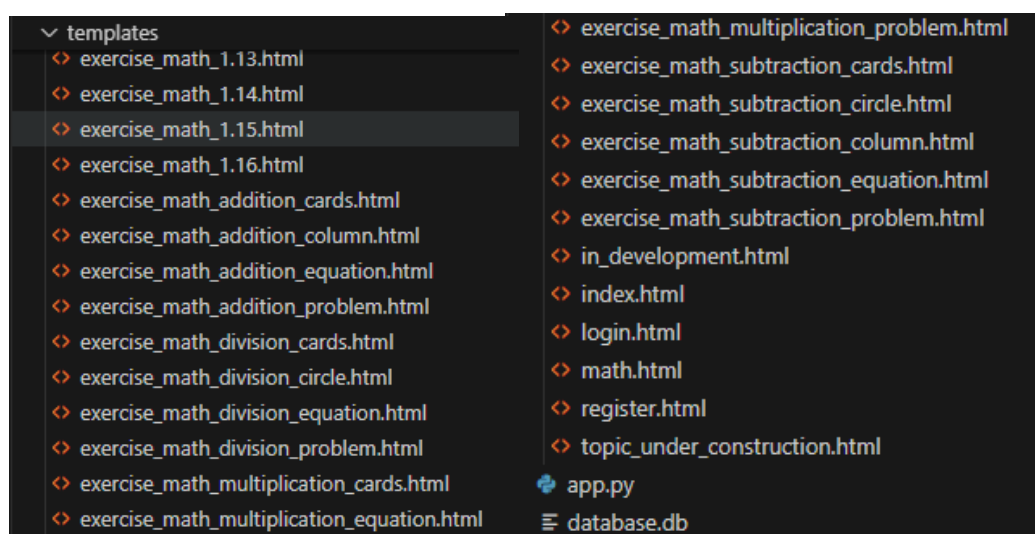 templates
exercise_math_1.13.html
exercise_math_1.14.html
exercise_math_1.15.html
exercise_math_1.16.html
exercise_math_addition_cards.html
exercise_math_addition_column.html
exercise_math_addition_equation.html
exercise_math_addition_problem.html
exercise_math_division_cards.html
exercise_math_division_circle.html
exercise_math_division_equation.html
exercise_math_division_problem.html
exercise_math_multiplication_cards.html
exercise_math_multiplication_equation.html
exercise_math_multiplication_problem.html
exercise_math_subtraction_cards.html
exercise_math_subtraction_circle.html
exercise_math_subtraction_column.html
exercise_math_subtraction_equation.html
exercise_math_subtraction_problem.html
in_development.html
index.html
login.html
math.html
register.html
topic_under_construction.html
app.py
database.db